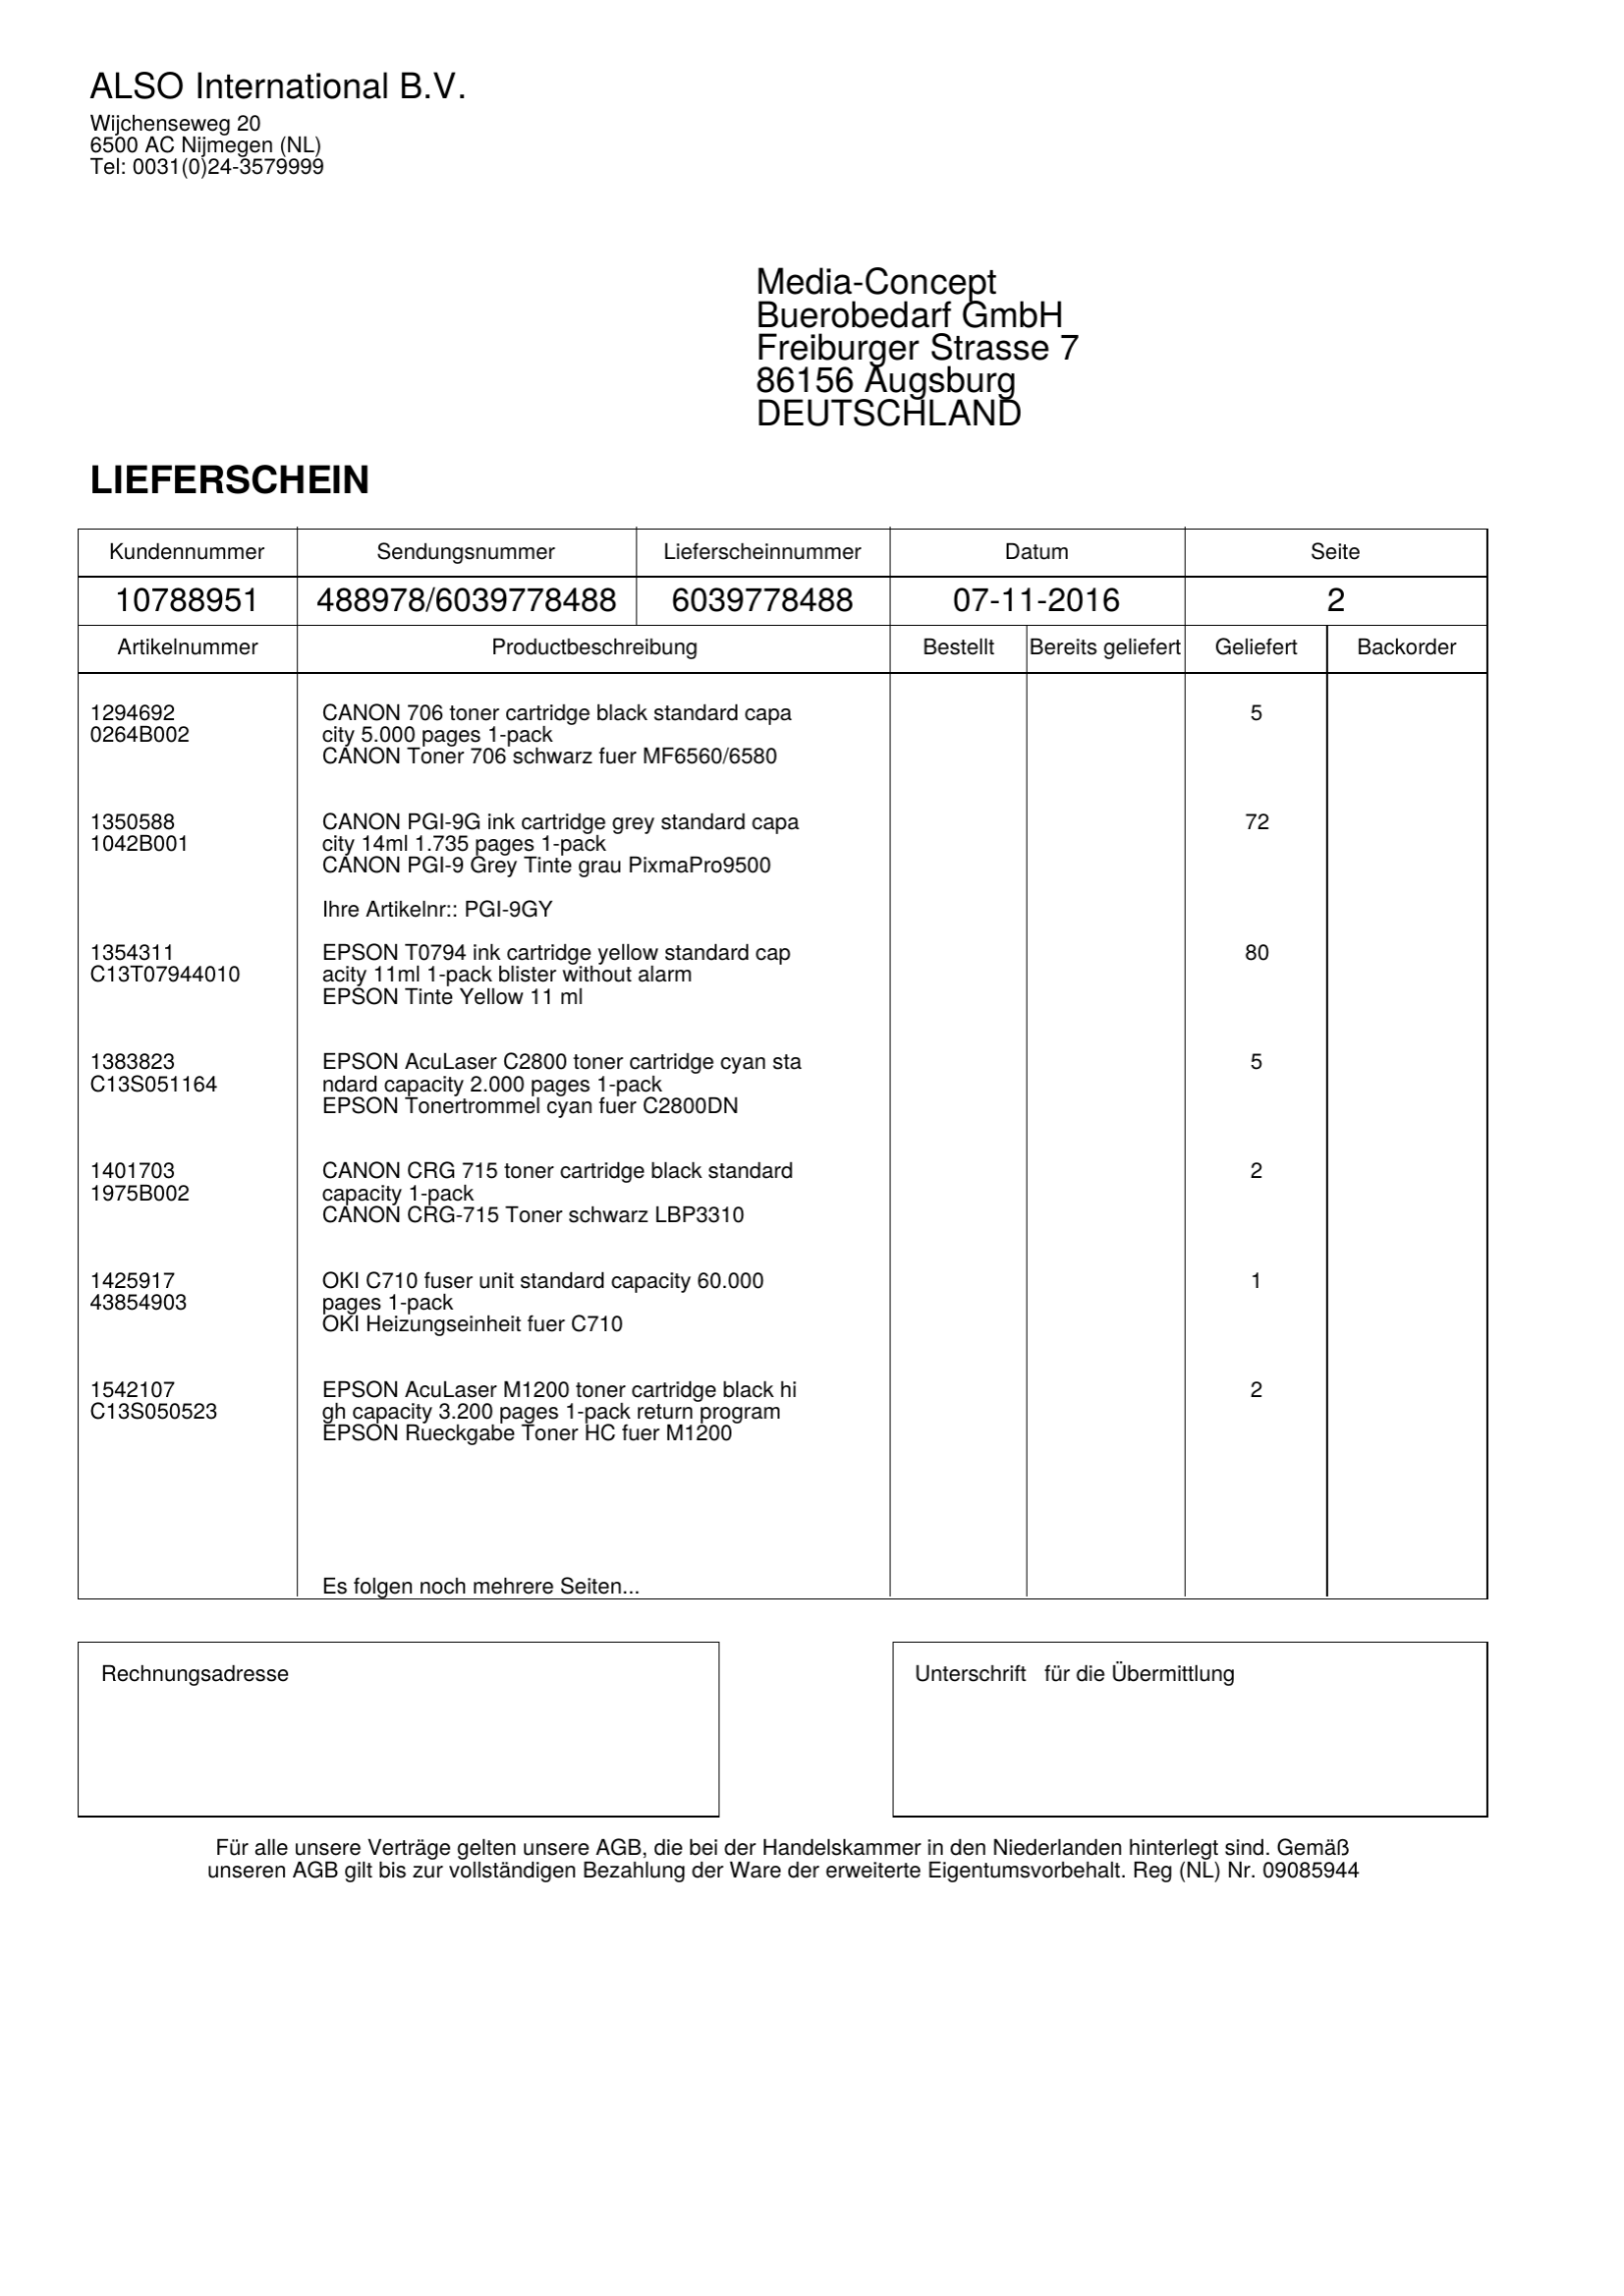 ALSO International B.V.
Wijchenseweg 20
6500 AC Nijmegen (NL)
Tel: 0031(0)24-3579999
Media-Concept
Buerobedarf GmbH
Freiburger Strasse 7
86156 Augsburg
DEUTSCHLAND
LIEFERSCHEIN
Kundennummer Sendungsnummer Lieferscheinnummer Datum Seite
10788951 488978/6039778488 6039778488 07-11-2016 2
Artikelnummer Productbeschreibung Bestellt Bereits geliefert Geliefert Backorder
1294692 CANON 706 toner cartridge black standard capa 5
0264B002 city 5.000 pages 1-pack
CANON Toner 706 schwarz fuer MF6560/6580
1350588 CANON PGI-9G ink cartridge grey standard capa 72
1042B001 city 14ml 1.735 pages 1-pack
CANON PGI-9 Grey Tinte grau PixmaPro9500
Ihre Artikelnr:: PGI-9GY
1354311 EPSON T0794 ink cartridge yellow standard cap 80
C13T07944010 acity 11ml 1-pack blister without alarm
EPSON Tinte Yellow 11 ml
1383823 EPSON AcuLaser C2800 toner cartridge cyan sta 5
C13S051164 ndard capacity 2.000 pages 1-pack
EPSON Tonertrommel cyan fuer C2800DN
1401703 CANON CRG 715 toner cartridge black standard 2
1975B002 capacity 1-pack
CANON CRG-715 Toner schwarz LBP3310
1425917 OKI C710 fuser unit standard capacity 60.000 1
43854903 pages 1-pack
OKI Heizungseinheit fuer C710
1542107 EPSON AcuLaser M1200 toner cartridge black hi 2
C13S050523 gh capacity 3.200 pages 1-pack return program
EPSON Rueckgabe Toner HC fuer M1200
Es folgen noch mehrere Seiten...
Rechnungsadresse Unterschrift für die Übermittlung
Für alle unsere Verträge gelten unsere AGB, die bei der Handelskammer in den Niederlanden hinterlegt sind. Gemäß
unseren AGB gilt bis zur vollständigen Bezahlung der Ware der erweiterte Eigentumsvorbehalt. Reg (NL) Nr. 09085944